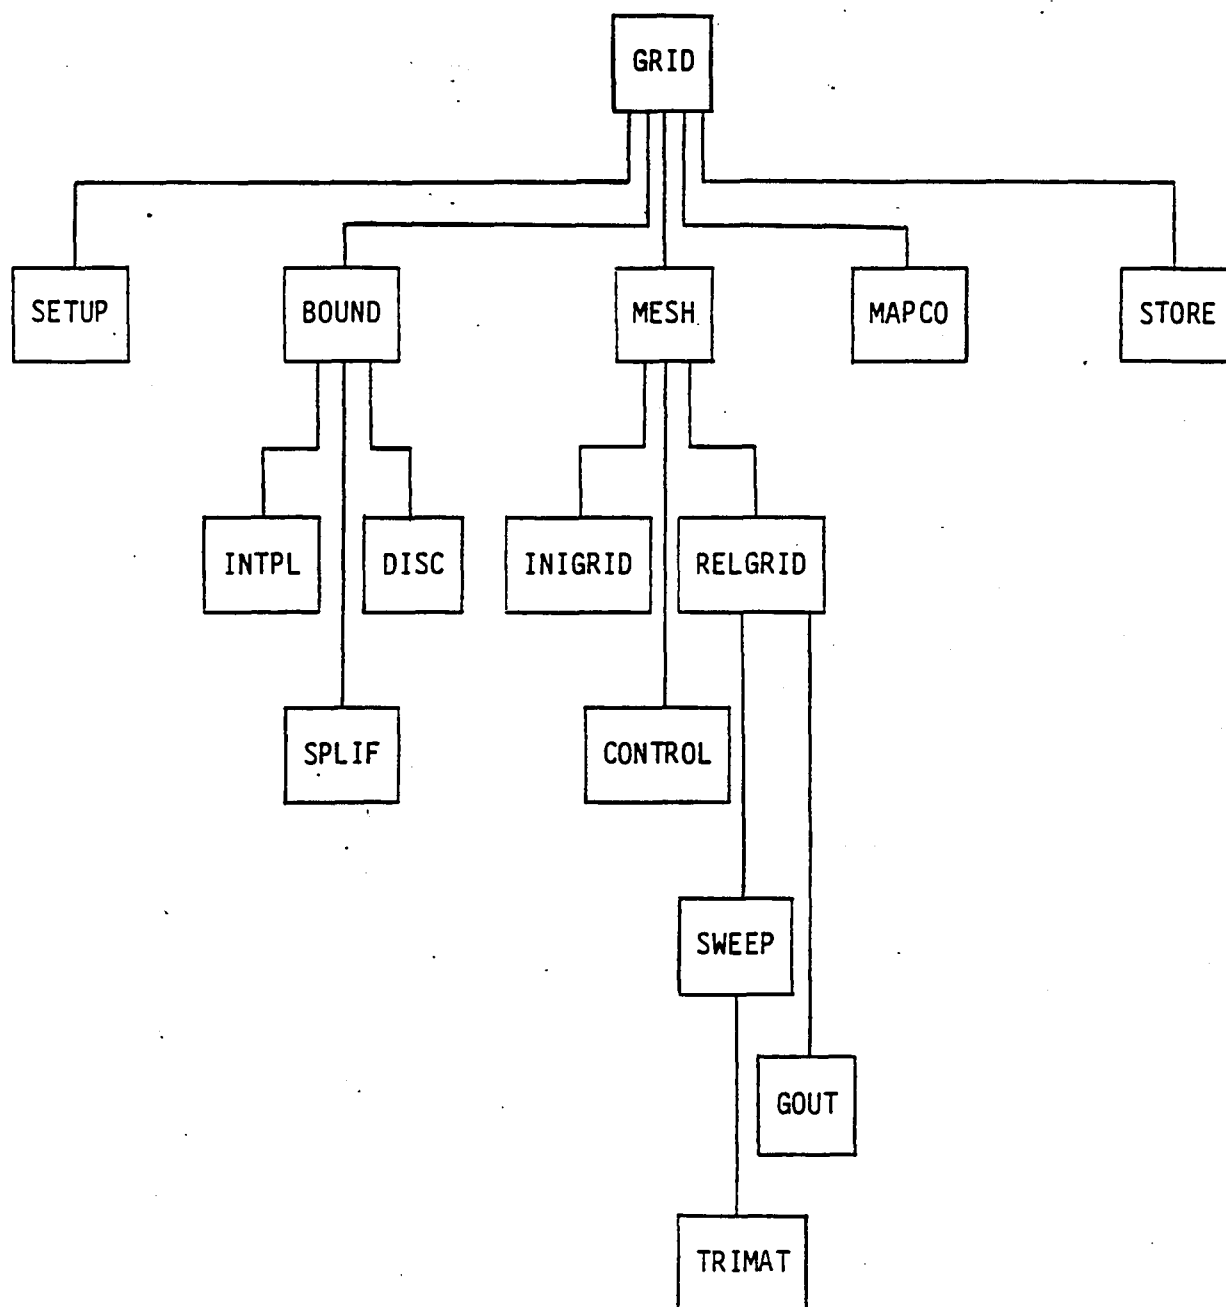 GRID
SETUP
BOUND
MESH
MAPCO
STORE
INTPL
DISC
INIGRID
RELGRID
SPLIF
CONTROL
SWEEP
GOUT
TRIMAT